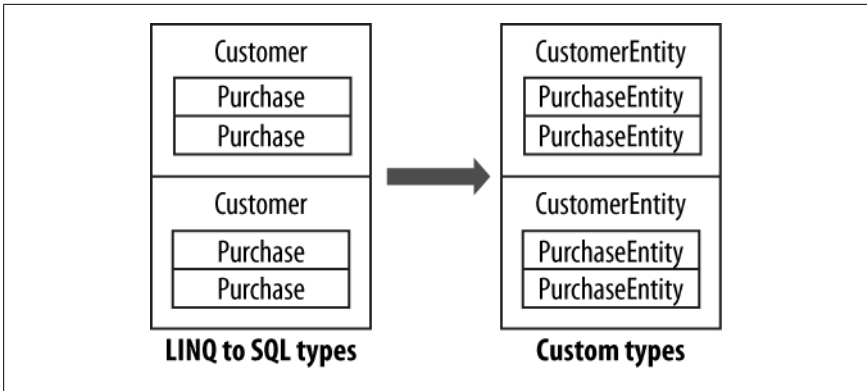 Customer
Purchase
Purchase
Customer
Purchase
Purchase
LINQ to SQL types
CustomerEntity
PurchaseEntity
PurchaseEntity
CustomerEntity
PurchaseEntity
PurchaseEntity
Custom types